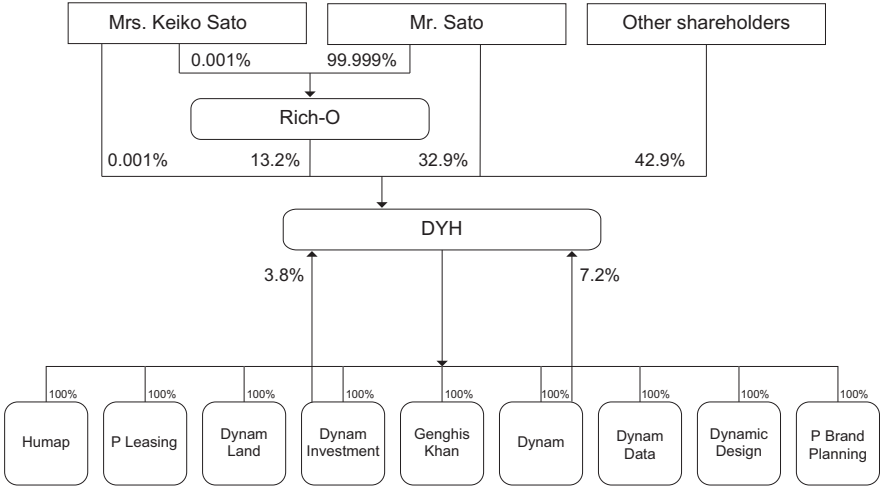 Mrs. Keiko Sato
Mr. Sato
Other shareholders
0.001%
99.999%
Rich-O
0.001%
13.2%
32.9%
42.9%
DYH
3.8%
7.2%
100%
100%
100%
100%
100%
100%
100%
100%
100%
Humap
P Leasing
Dynam
Land
Dynam
Investment
Genghis
Khan
Dynam
Dynam
Data
Dynamic
Design
P Brand
Planning